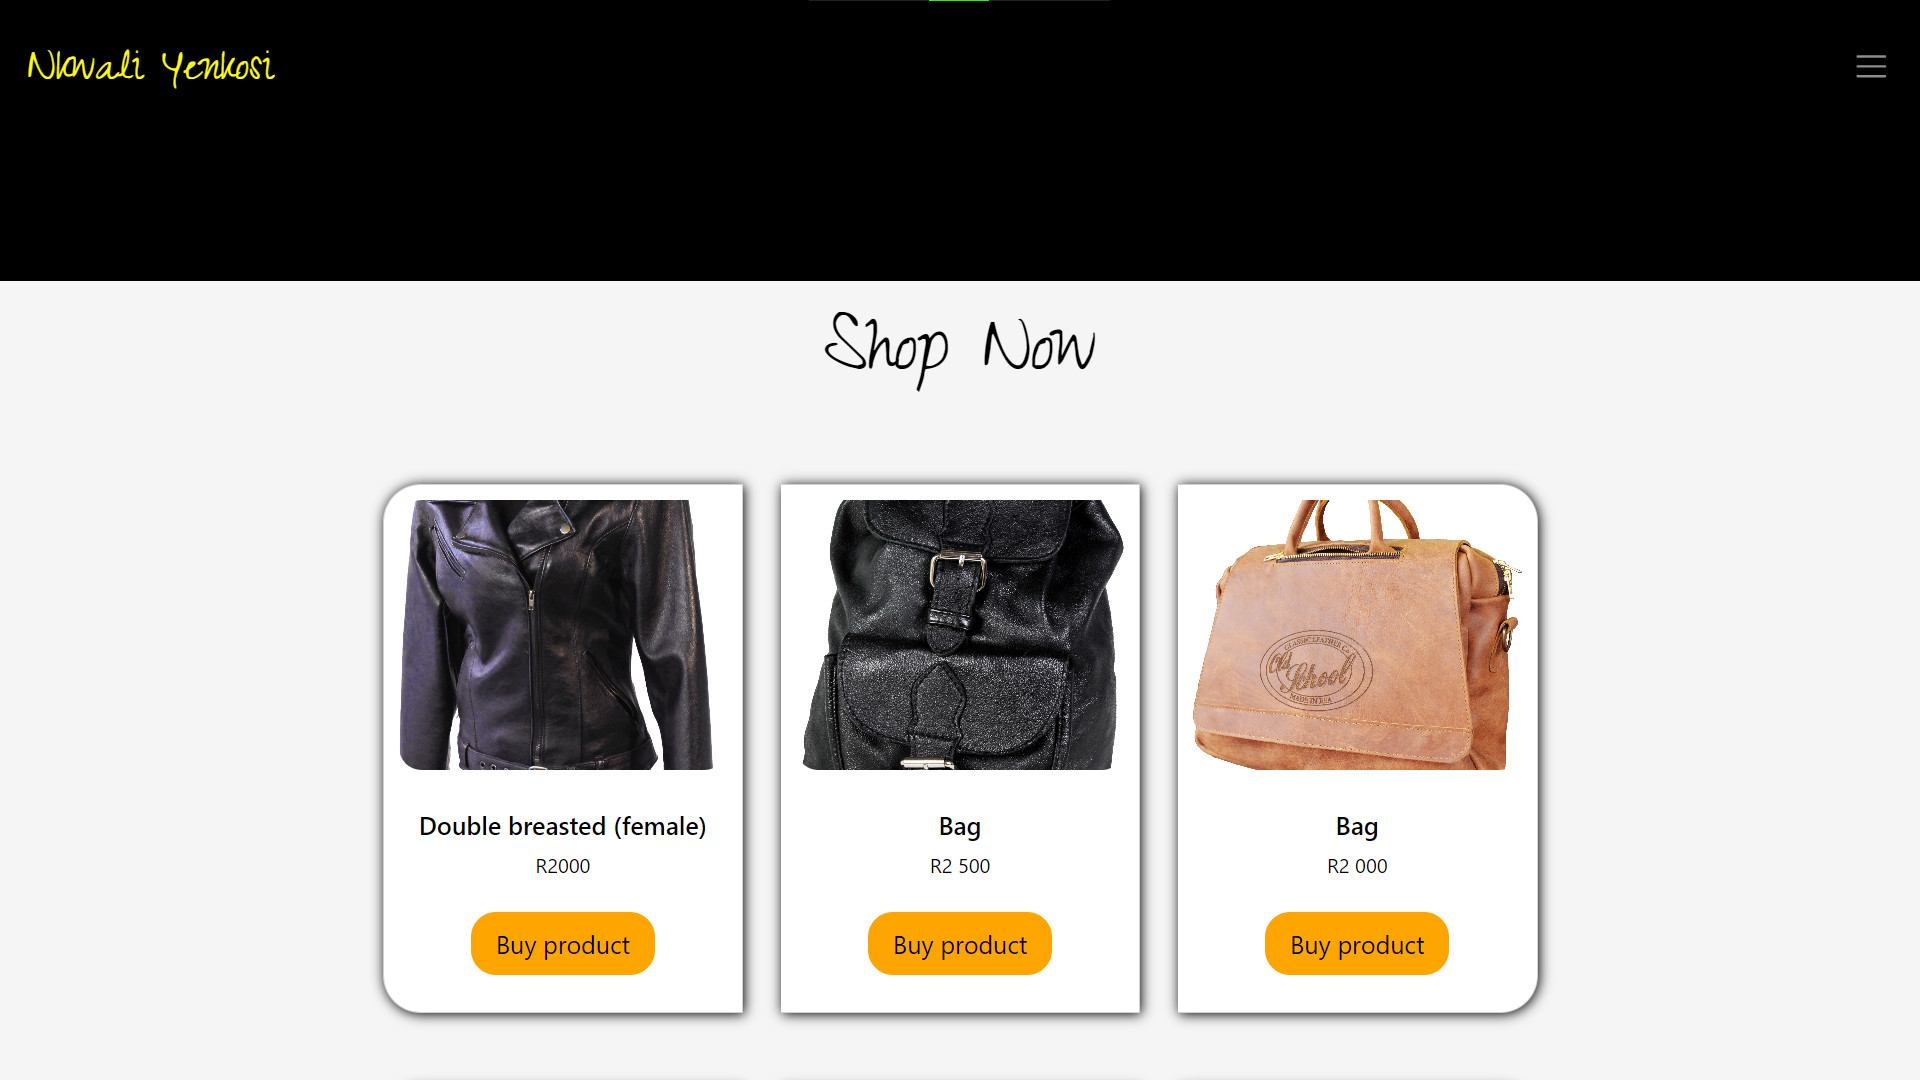 Nkwali Yenkosi
Shop Now
CLASSIC LEATHER Co
Old
School
MADE IN RSA
Double breasted (female)
R2000
Buy product
Bag
R2 500
Buy product
Bag
R2 000
Buy product